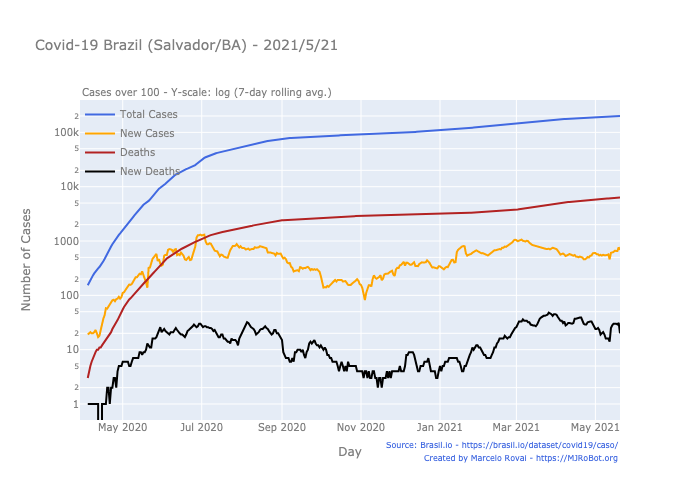 Covid-19 Brazil (Salvador/BA) - 2021/5/21
Cases over 100 - Y-scale: log (7-day rolling avg.)
Total Cases
New Cases
Deaths
New Deaths
2
100k
5
2
10k
5
2
1000
5
2
100
5
2
10
5
2
1
Number of Cases
May 2020
Jul 2020
Sep 2020
Nov 2020
Jan 2021
Mar 2021
May 2021
Day
Source: Brasil.io - https://brasil.io/dataset/covid19/caso/
Created by Marcelo Rovai - https://MJRoBot.org